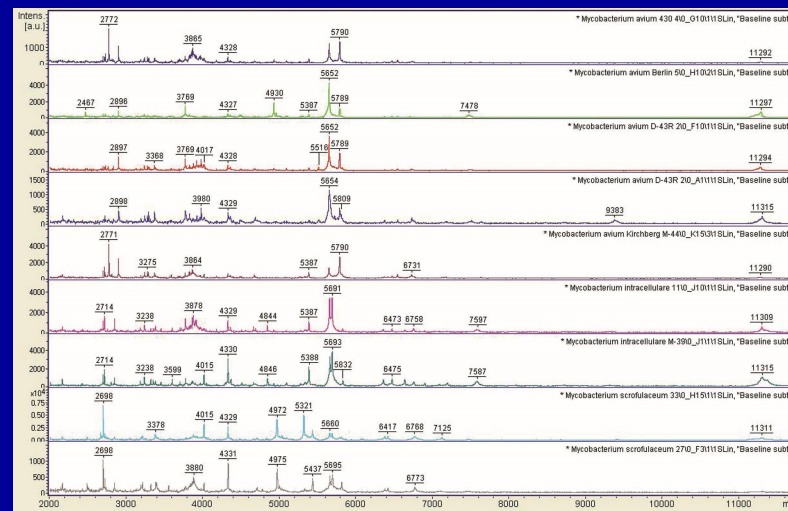 Intens.
[a.u.]
* Mycobacterium avium 430 4\0_G10\1\1SLin, "Baseline subt
2772 3865 4328 5790 11292
1000
0
* Mycobacterium avium Berlin 5\0_H10\2\1SLin, "Baseline subt
2467 2896 3769 4327 4930 5387 5652 5789 7478 11297
4000
2000
0
* Mycobacterium avium D-43R 2\0_F10\1\1SLin, "Baseline subt
2897 3368 3769 4017 4328 5516 5652 5789 11294
4000
2000
0
* Mycobacterium avium D-43R 2\0_A1\1\1SLin, "Baseline subt
2898 3980 4329 5654 5809 9383 11315
1500
1000
500
0
* Mycobacterium avium Kirchberg M-44\0_K15\3\1SLin, "Baseline subt
2771 3275 3864 5387 5790 6731 11290
4000
2000
0
* Mycobacterium intracellulare 11\0_J10\1\1SLin, "Baseline subt
2714 3238 3878 4329 4844 5387 5691 6473 6758 7597 11309
4000
2000
0
* Mycobacterium intracellulare M-39\0_J1\1\1SLin, "Baseline subt
2714 3238 3599 4015 4330 4846 5388 5693 5832 6475 7587 11315
4000
2000
0
x10⁴
* Mycobacterium scrofulaceum 33\0_H15\1\1SLin, "Baseline subt
2698 3378 4015 4329 4972 5321 5660 6417 6768 7125 11311
0.75
0.50
0.25
0.00
* Mycobacterium scrofulaceum 27\0_F3\1\1SLin, "Baseline subt
2698 3880 4331 4975 5437 5695 6773
1000
500
0
2000 3000 4000 5000 6000 7000 8000 9000 10000 11000